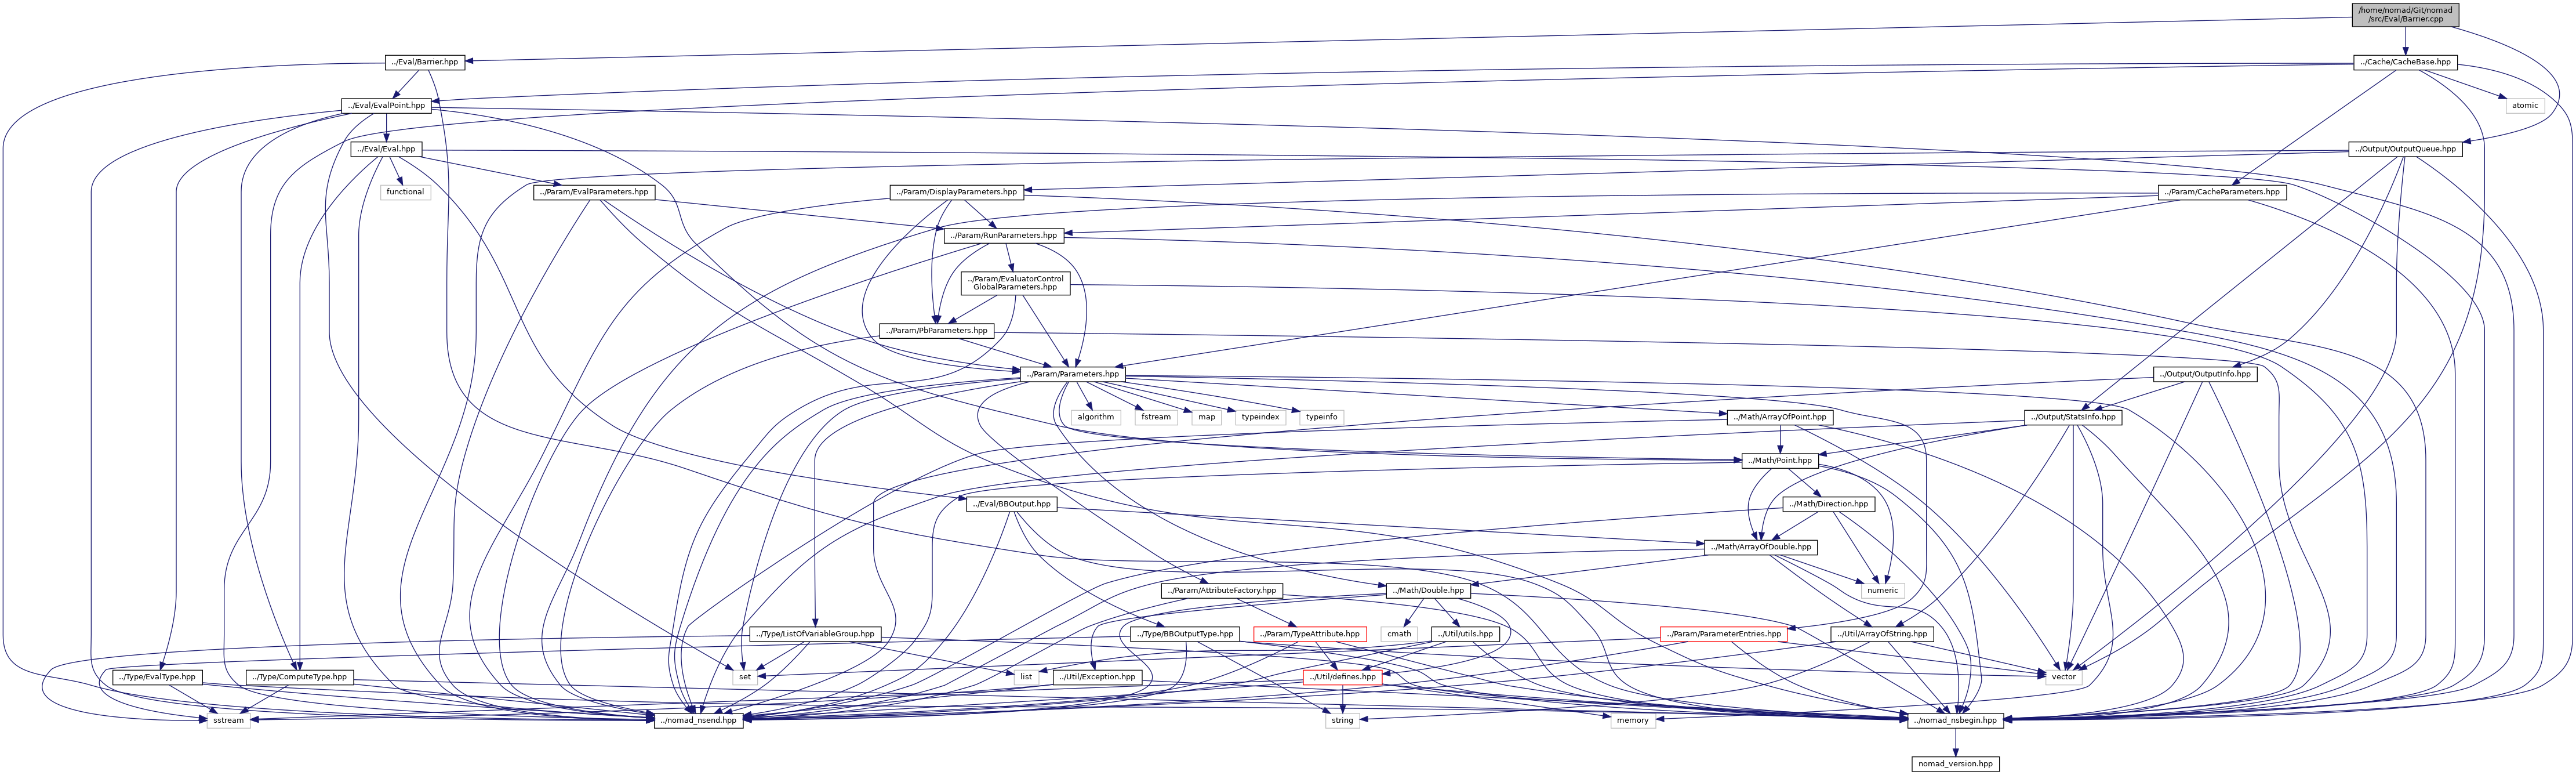 /home/nomad/Git/nomad
/src/Eval/Barrier.cpp
../Eval/Barrier.hpp
../Cache/CacheBase.hpp
../Eval/EvalPoint.hpp
atomic
../Eval/Eval.hpp
../Output/OutputQueue.hpp
functional
../Param/EvalParameters.hpp
../Param/DisplayParameters.hpp
../Param/CacheParameters.hpp
../Param/RunParameters.hpp
../Param/EvaluatorControl
GlobalParameters.hpp
../Param/PbParameters.hpp
../Param/Parameters.hpp
../Output/OutputInfo.hpp
algorithm
fstream
map
typeindex
typeinfo
../Math/ArrayOfPoint.hpp
../Output/StatsInfo.hpp
../Math/Point.hpp
../Eval/BBOutput.hpp
../Math/Direction.hpp
../Math/ArrayOfDouble.hpp
../Param/AttributeFactory.hpp
../Math/Double.hpp
numeric
../Type/ListOfVariableGroup.hpp
../Type/BBOutputType.hpp
../Param/TypeAttribute.hpp
cmath
../Util/utils.hpp
../Param/ParameterEntries.hpp
../Util/ArrayOfString.hpp
../Type/EvalType.hpp
../Type/ComputeType.hpp
set
list
../Util/Exception.hpp
../Util/defines.hpp
vector
sstream
../nomad_nsend.hpp
string
memory
../nomad_nsbegin.hpp
nomad_version.hpp